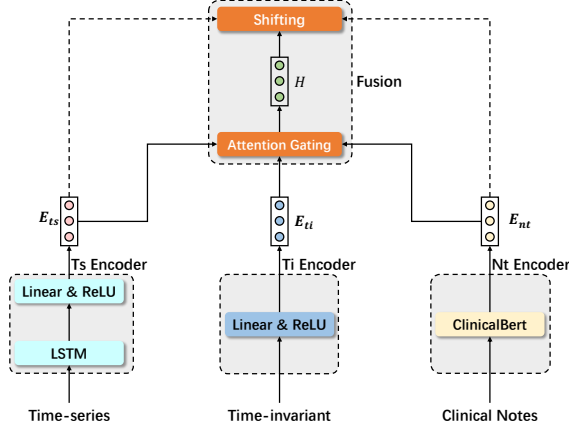 Shifting
H
Fusion
Attention Gating
E_ts
E_ti
E_nt
Ts Encoder
Ti Encoder
Nt Encoder
Linear & ReLU
Linear & ReLU
ClinicalBert
LSTM
Time-series
Time-invariant
Clinical Notes